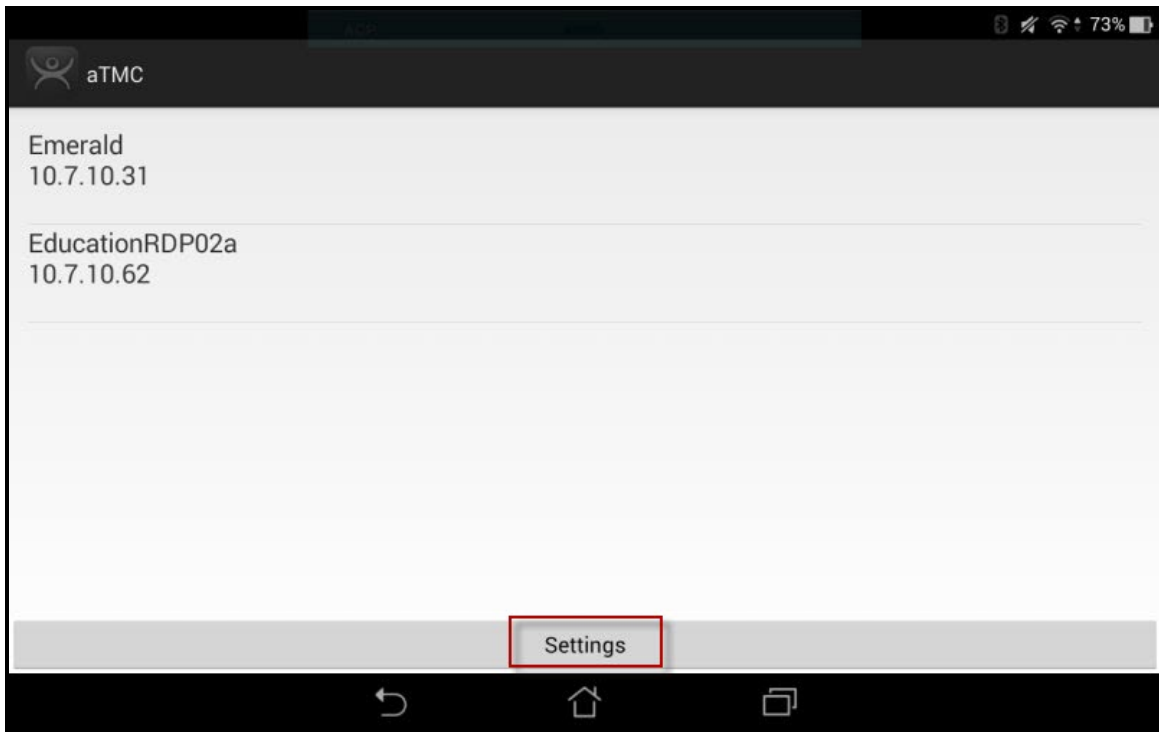 73%
aTMC
Emerald
10.7.10.31
EducationRDP02a
10.7.10.62
Settings